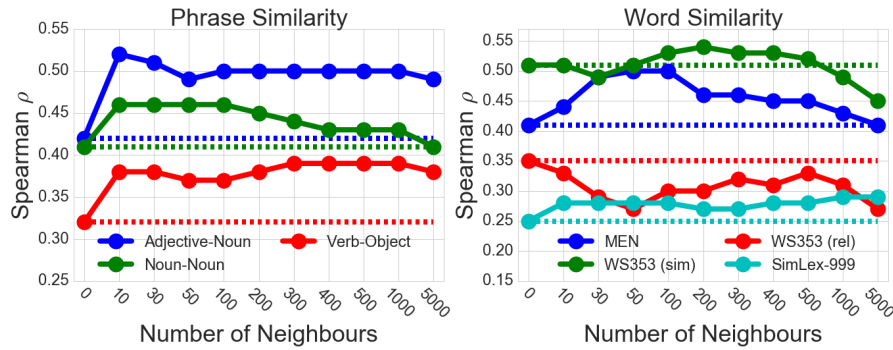 Phrase Similarity
Spearman ρ
0.55
0.50
0.45
0.40
0.35
0.30
0.25
Adjective-Noun
Verb-Object
Noun-Noun
0 10 30 50 100 200 300 400 500 1000 5000
Number of Neighbours
Word Similarity
Spearman ρ
0.55
0.50
0.45
0.40
0.35
0.30
0.25
0.20
0.15
MEN
WS353 (rel)
WS353 (sim)
SimLex-999
0 10 30 50 100 200 300 400 500 1000 5000
Number of Neighbours